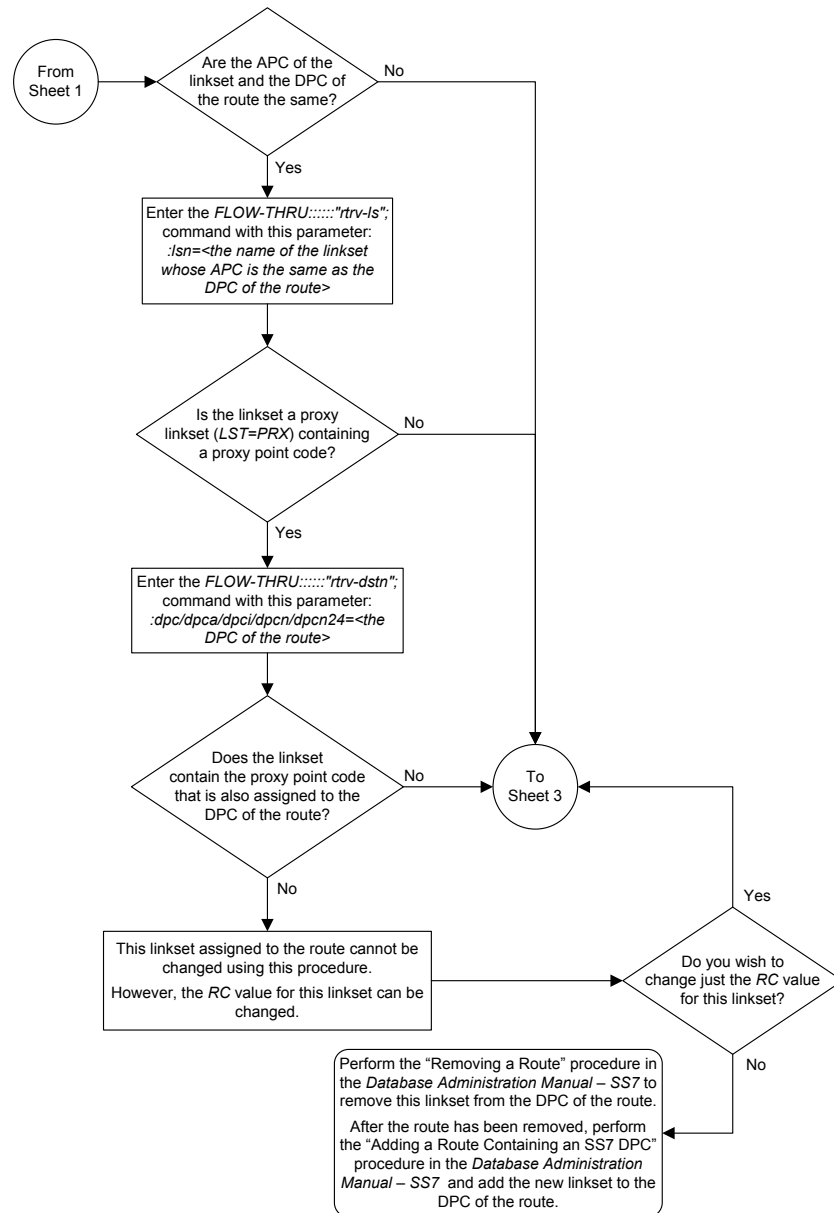 From
Sheet 1
Are the APC of the
linkset and the DPC of
the route the same?
No
Yes
Enter the FLOW-THRU::::::"rtrv-ls";
command with this parameter:
:lsn=<the name of the linkset
whose APC is the same as the
DPC of the route>
Is the linkset a proxy
linkset (LST=PRX) containing
a proxy point code?
No
Yes
Enter the FLOW-THRU::::::"rtrv-dstn";
command with this parameter:
:dpc/dpca/dpci/dpcn/dpcn24=<the
DPC of the route>
Does the linkset
contain the proxy point code
that is also assigned to the
DPC of the route?
No
To
Sheet 3
No
Yes
This linkset assigned to the route cannot be
changed using this procedure.
However, the RC value for this linkset can be
changed.
Do you wish to
change just the RC value
for this linkset?
No
Perform the “Removing a Route” procedure in
the Database Administration Manual – SS7 to
remove this linkset from the DPC of the route.
After the route has been removed, perform
the “Adding a Route Containing an SS7 DPC”
procedure in the Database Administration
Manual – SS7 and add the new linkset to the
DPC of the route.